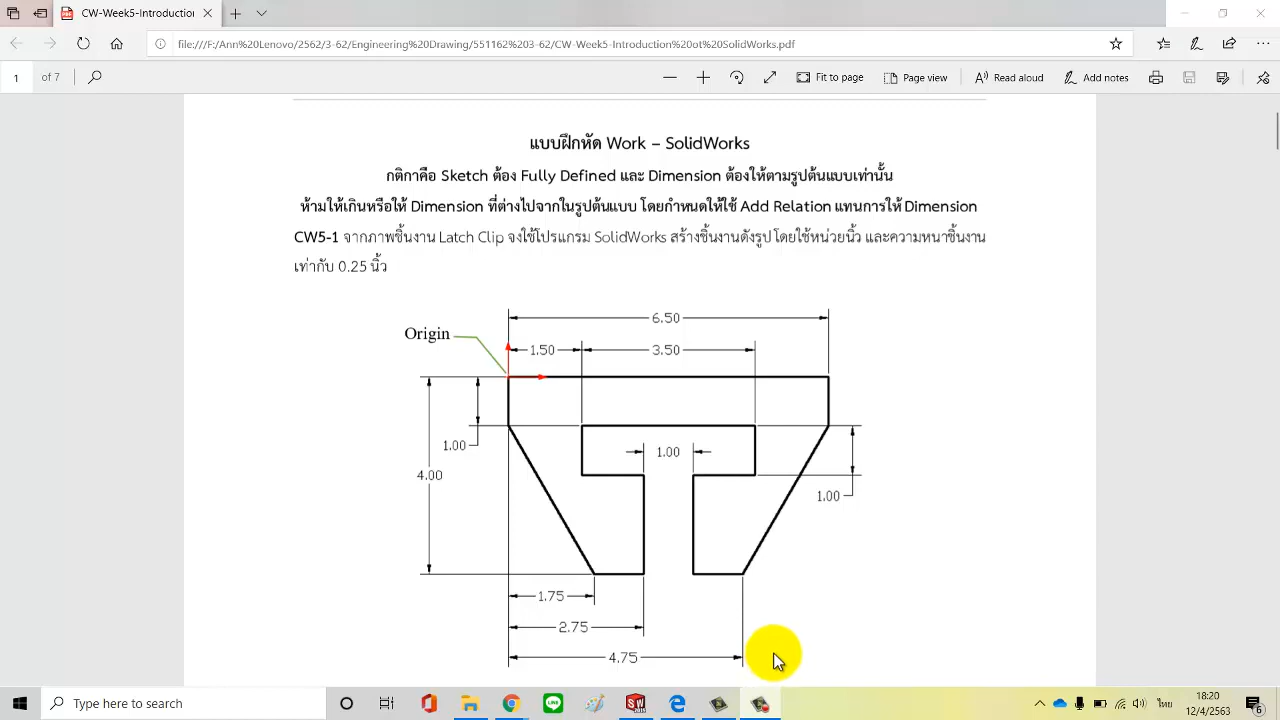 CW-Week5-Introduction
file:///F:/Ann%20Lenovo/2562/3-62/Engineering%20Drawing/551162%203-62/CW-Week5-Introduction%20ot%20SolidWorks.pdf
1 of 7 Fit to page Page view Read aloud Add notes
แบบฝึกหัด Work – SolidWorks
กติกาคือ Sketch ต้อง Fully Defined และ Dimension ต้องให้ตามรูปต้นแบบเท่านั้น
ห้ามให้เกินหรือให้ Dimension ที่ต่างไปจากในรูปต้นแบบ โดยกำหนดให้ใช้ Add Relation แทนการให้ Dimension
CW5-1 จากภาพชิ้นงาน Latch Clip จงใช้โปรแกรม SolidWorks สร้างชิ้นงานดังรูป โดยใช้หน่วยนิ้ว และความหนาชิ้นงาน
เท่ากับ 0.25 นิ้ว
6.50
Origin
1.50 3.50
1.00 1.00
4.00
1.00
1.75
2.75
4.75
Type here to search
ไทย
18:20
12/4/2563
6